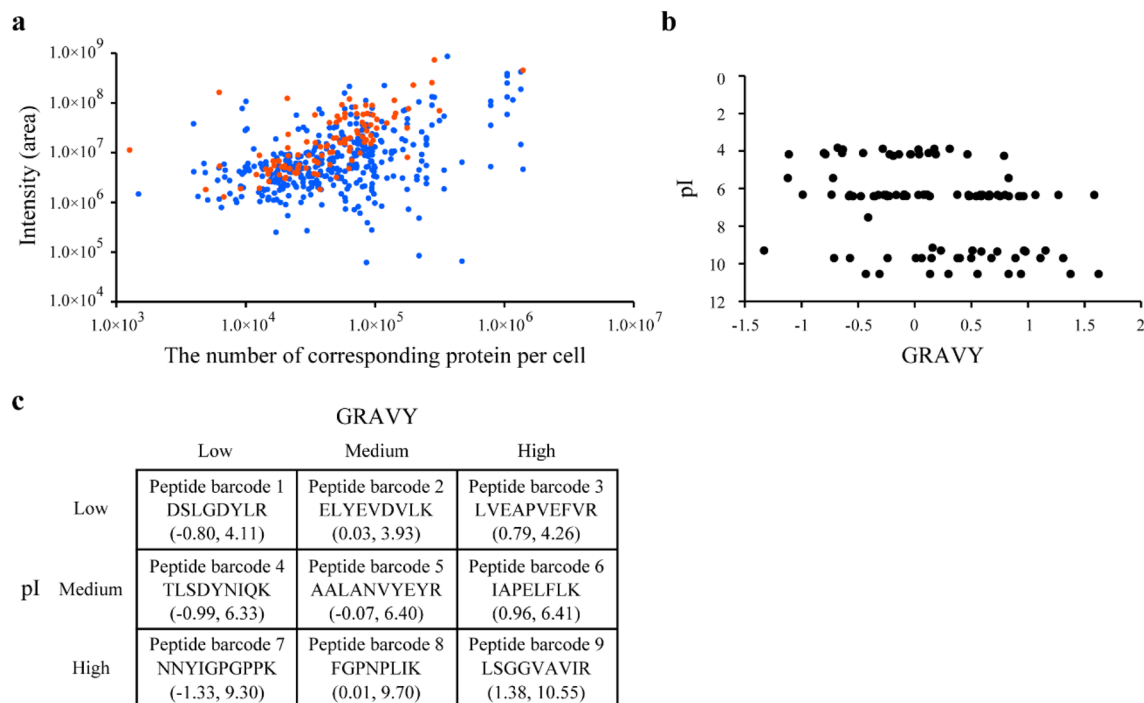 a
1.0×10⁹
1.0×10⁸
1.0×10⁷
1.0×10⁶
1.0×10⁵
1.0×10⁴
Intensity (area)
1.0×10³ 1.0×10⁴ 1.0×10⁵ 1.0×10⁶ 1.0×10⁷
The number of corresponding protein per cell
b
0
2
4
6
8
10
12
pI
-1.5 -1 -0.5 0 0.5 1 1.5 2
GRAVY
c
GRAVY
Low Medium High
Low
Peptide barcode 1 Peptide barcode 2 Peptide barcode 3
DSLGDYLR ELYEVDVLK LVEAPVEFVR
(-0.80, 4.11) (0.03, 3.93) (0.79, 4.26)
pI Medium
Peptide barcode 4 Peptide barcode 5 Peptide barcode 6
TLSDYNIQK AALANVYEYR IAPELFLK
(-0.99, 6.33) (-0.07, 6.40) (0.96, 6.41)
High
Peptide barcode 7 Peptide barcode 8 Peptide barcode 9
NNYIGPGPPK FGPNPLIK LSGGVAVIR
(-1.33, 9.30) (0.01, 9.70) (1.38, 10.55)